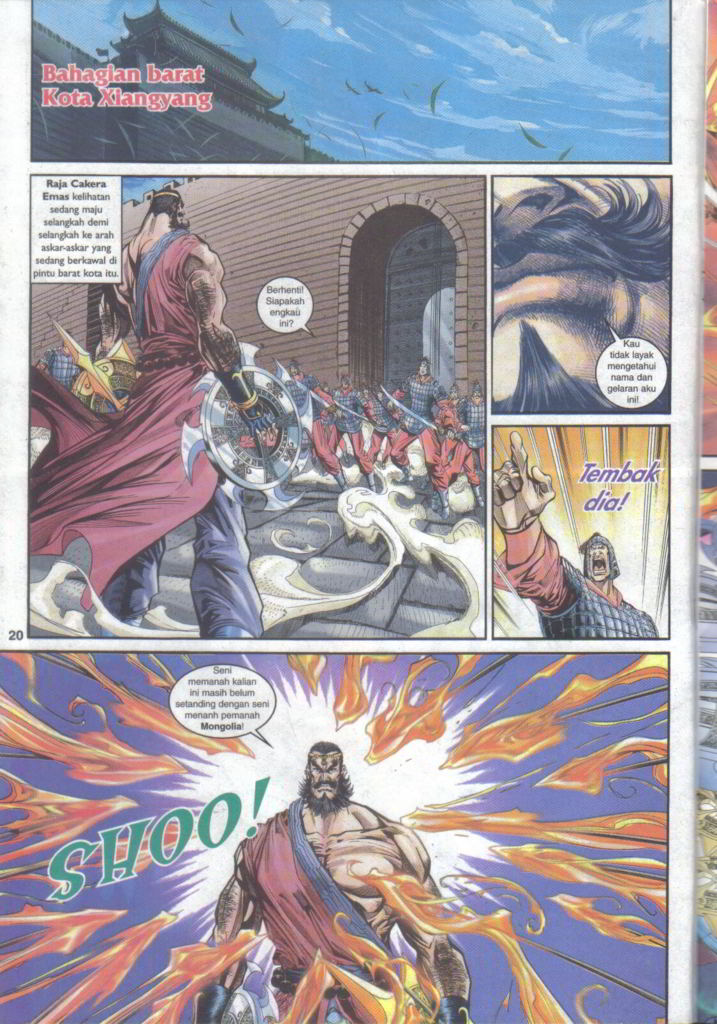 Bahagian barat
Kota Xiangyang
Raja Cakera
Emas kelihatan
sedang maju
selangkah demi
selangkah ke arah
askar-askar yang
sedang berkawal di
pintu barat kota itu.
Berhenti!
Siapakah
engkau
ini?
Kau
tidak layak
mengetahui
nama dan
gelaran aku
ini!
Tembak
dia!
20
Seni
memanah kalian
ini masih belum
setanding dengan seni
menanh pemanah
Mongolia!
SHOO!